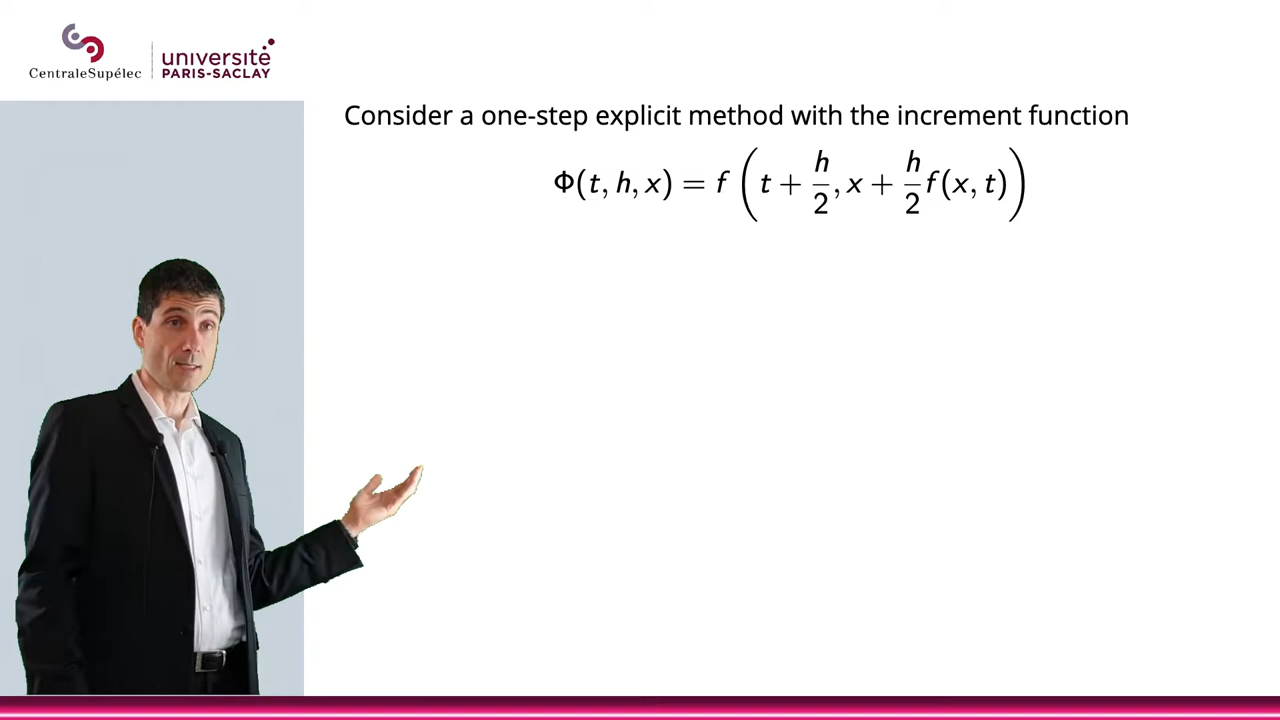 CentraleSupélec
université
PARIS-SACLAY
Consider a one-step explicit method with the increment function
Φ(t, h, x) = f ( t + h/2 , x + h/2 f(x, t) )